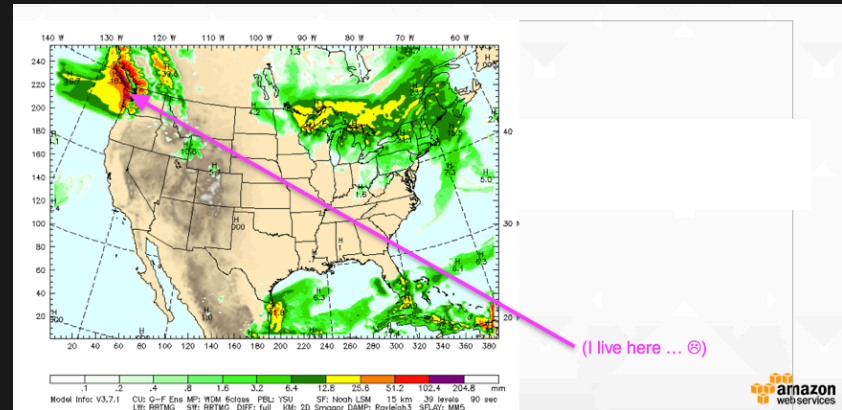 140 W 130 W 120 W 110 W 100 W 90 W 80 W 70 W 60 W
240
220
200
180
160
140
120
100
80
60
40
20
40
30 N
20
20 40 60 80 100 120 140 160 180 200 220 240 260 280 300 320 340 360 380
(I live here ... ☹)
.1 .2 .4 .8 1.6 3.2 6.4 12.8 25.6 51.2 102.4 204.8 mm
Model Info: V3.7.1 CU: G-F Ens MP: WDM 6class PBL: YSU SF: Noah LSM 15 km 39 levels 90 sec
LW: RRTMG SW: RRTMG DIFF: full KM: 2D Smagor DAMP: Rayleigh3 SFLAY: MM5
amazon
webservices